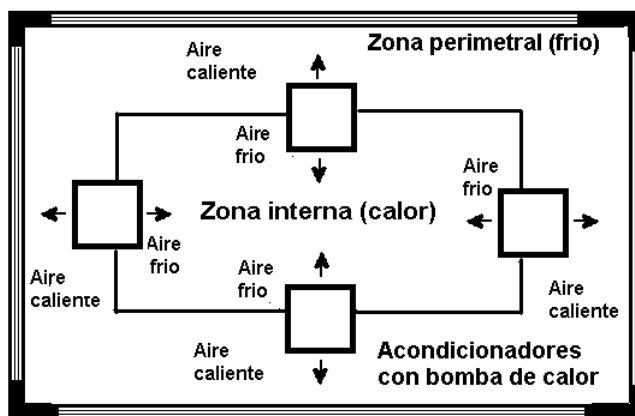 Zona perimetral (frio)
Aire
caliente
Aire
frio
Aire
frio
Zona interna (calor)
Aire
frio
Aire
caliente
Aire
frio
Aire
caliente
Aire
caliente
Acondicionadores
con bomba de calor